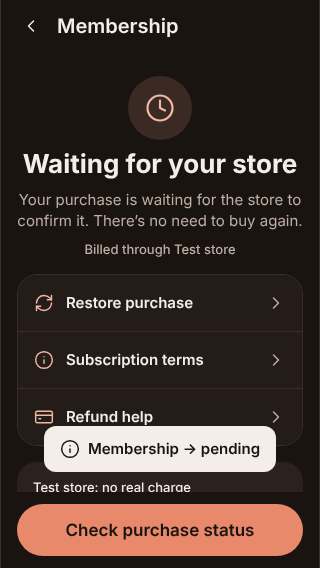 Membership
Waiting for your store
Your purchase is waiting for the store to
confirm it. There’s no need to buy again.
Billed through Test store
Restore purchase
Subscription terms
Refund help
Membership → pending
Test store: no real charge
Check purchase status